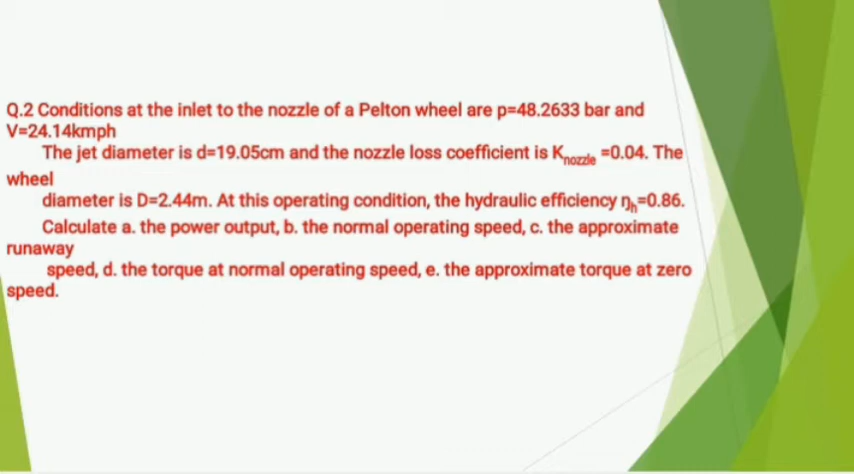 Q.2 Conditions at the inlet to the nozzle of a Pelton wheel are p=48.2633 bar and
V=24.14kmph
The jet diameter is d=19.05cm and the nozzle loss coefficient is Knozzle =0.04. The
wheel
diameter is D=2.44m. At this operating condition, the hydraulic efficiency ηh=0.86.
Calculate a. the power output, b. the normal operating speed, c. the approximate
runaway
speed, d. the torque at normal operating speed, e. the approximate torque at zero
speed.